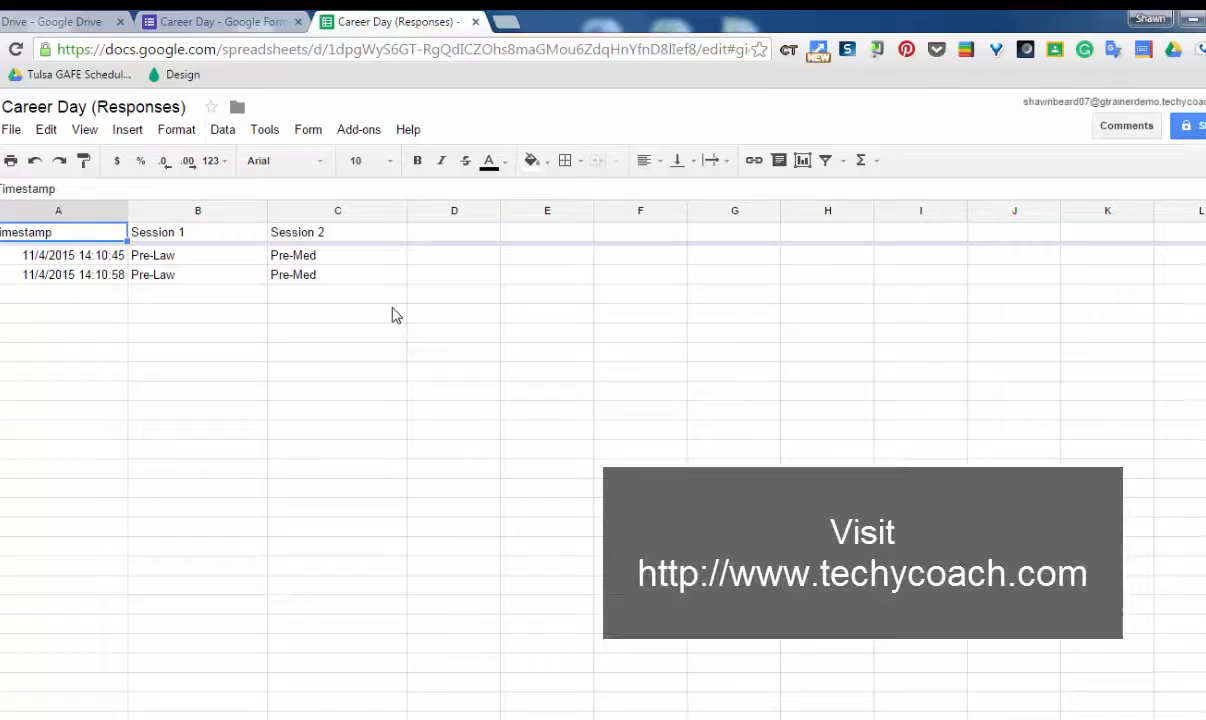 Drive - Google Drive × Career Day - Google Form × Career Day (Responses) - × Shawn
https://docs.google.com/spreadsheets/d/1dpgWyS6GT-RgQdICZOhs8maGMou6ZdqHnYfnD8lIef8/edit#gi
Tulsa GAFE Schedul... Design
Career Day (Responses)
shawnbeard07@gtrainerdemo.techycoac
File Edit View Insert Format Data Tools Form Add-ons Help
Comments
$ % .0 .00 123 Arial 10 B I S A Σ
Timestamp
A B C D E F G H I J K L
imestamp Session 1 Session 2
11/4/2015 14:10:45 Pre-Law Pre-Med
11/4/2015 14:10:58 Pre-Law Pre-Med
Visit
http://www.techycoach.com